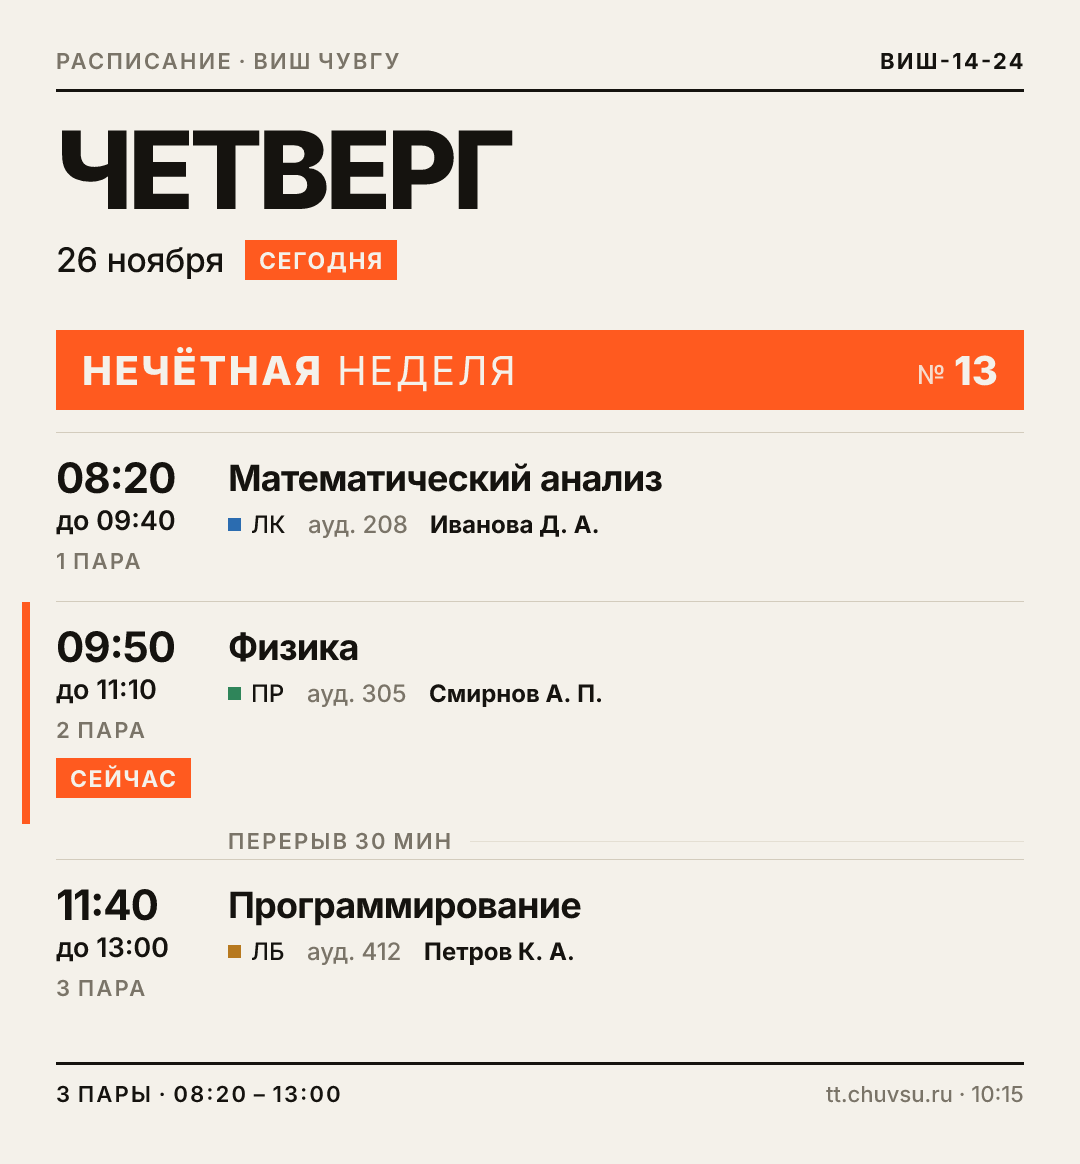 РАСПИСАНИЕ · ВИШ ЧУВГУ
ВИШ-14-24
ЧЕТВЕРГ
26 ноября СЕГОДНЯ
НЕЧЁТНАЯ НЕДЕЛЯ № 13
08:20 Математический анализ
до 09:40 ЛК ауд. 208 Иванова Д. А.
1 ПАРА
09:50 Физика
до 11:10 ПР ауд. 305 Смирнов А. П.
2 ПАРА
СЕЙЧАС
ПЕРЕРЫВ 30 МИН
11:40 Программирование
до 13:00 ЛБ ауд. 412 Петров К. А.
3 ПАРА
3 ПАРЫ · 08:20 – 13:00
tt.chuvsu.ru · 10:15